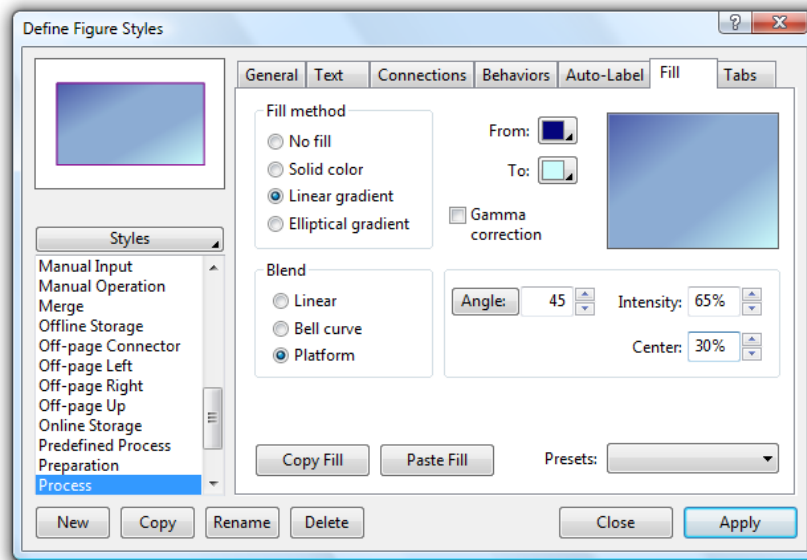 Define Figure Styles
?
General
Text
Connections
Behaviors
Auto-Label
Fill
Tabs
Fill method
No fill
Solid color
Linear gradient
Elliptical gradient
From:
To:
Gamma
correction
Styles
Manual Input
Manual Operation
Merge
Offline Storage
Off-page Connector
Off-page Left
Off-page Right
Off-page Up
Online Storage
Predefined Process
Preparation
Process
Blend
Linear
Bell curve
Platform
Angle: 45
Intensity: 65%
Center: 30%
Copy Fill
Paste Fill
Presets:
New
Copy
Rename
Delete
Close
Apply